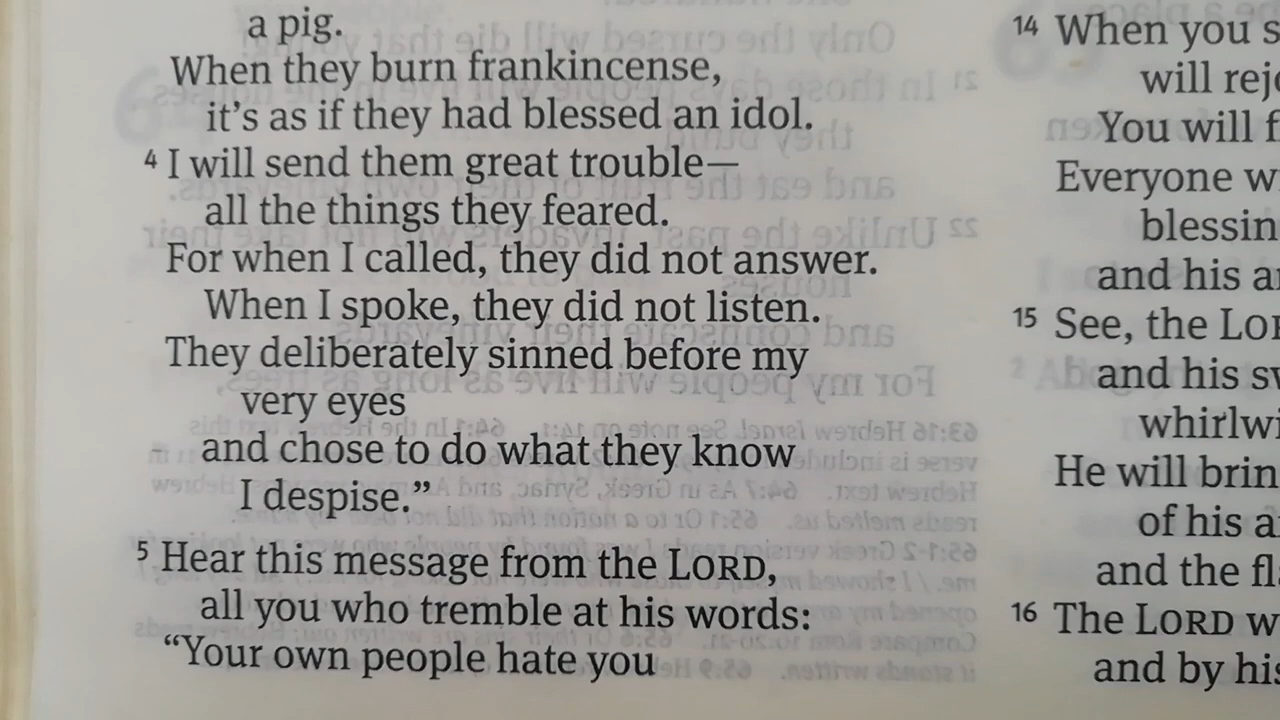 a pig.
When they burn frankincense,
it's as if they had blessed an idol.
4 I will send them great trouble—
all the things they feared.
For when I called, they did not answer.
When I spoke, they did not listen.
They deliberately sinned before my
very eyes
and chose to do what they know
I despise.”
5 Hear this message from the LORD,
all you who tremble at his words:
“Your own people hate you
14 When you s
will rejo
You will f
Everyone w
blessin
and his a
15 See, the LOR
and his sw
whirlwi
He will brin
of his a
and the fl
16 The LORD w
and by his